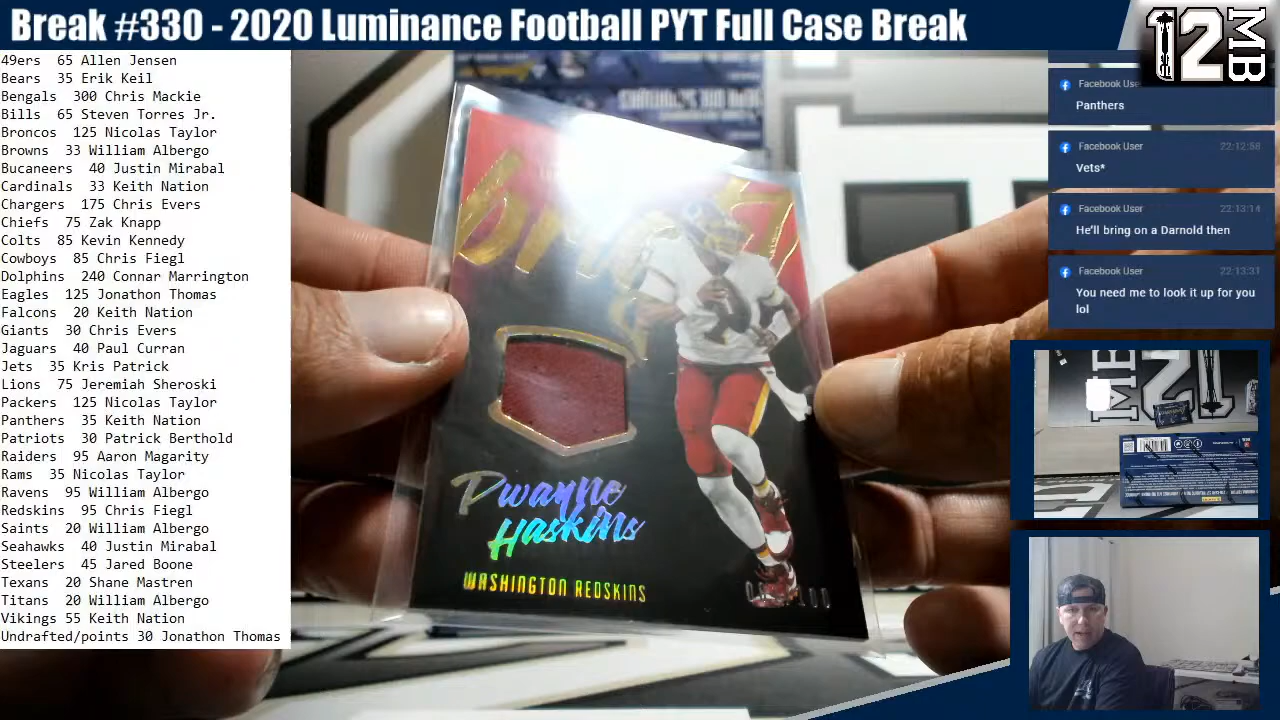 Break #330 - 2020 Luminance Football PYT Full Case Break
12
MB
49ers 65 Allen Jensen
Bears 35 Erik Keil
Bengals 300 Chris Mackie
Bills 65 Steven Torres Jr.
Broncos 125 Nicolas Taylor
Browns 33 William Albergo
Bucaneers 40 Justin Mirabal
Cardinals 33 Keith Nation
Chargers 175 Chris Evers
Chiefs 75 Zak Knapp
Colts 85 Kevin Kennedy
Cowboys 85 Chris Fiegl
Dolphins 240 Connar Marrington
Eagles 125 Jonathon Thomas
Falcons 20 Keith Nation
Giants 30 Chris Evers
Jaguars 40 Paul Curran
Jets 35 Kris Patrick
Lions 75 Jeremiah Sheroski
Packers 125 Nicolas Taylor
Panthers 35 Keith Nation
Patriots 30 Patrick Berthold
Raiders 95 Aaron Magarity
Rams 35 Nicolas Taylor
Ravens 95 William Albergo
Redskins 95 Chris Fiegl
Saints 20 William Albergo
Seahawks 40 Justin Mirabal
Steelers 45 Jared Boone
Texans 20 Shane Mastren
Titans 20 William Albergo
Vikings 55 Keith Nation
Undrafted/points 30 Jonathon Thomas
Dwayne
Haskins
WASHINGTON REDSKINS
Facebook Use
Panthers
Facebook User 22:12:58
Vets*
Facebook User 22:13:14
He'll bring on a Darnold then
Facebook User 22:13:31
You need me to look it up for you
lol
ME
12